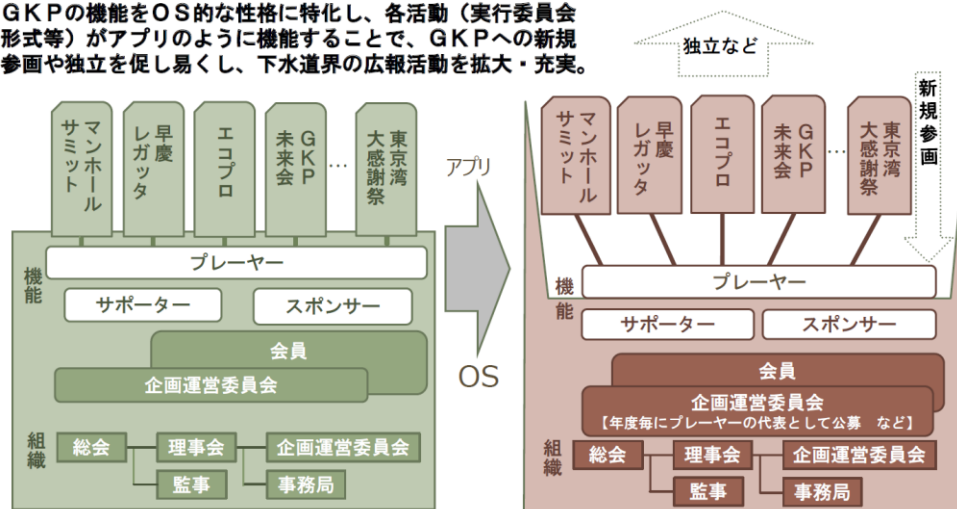 GKPの機能をOS的な性格に特化し、各活動（実行委員会
形式等）がアプリのように機能することで、GKPへの新規
参画や独立を促し易くし、下水道界の広報活動を拡大・充実。
マンホール
サミット
早慶
レガッタ
エコプロ
GKP
未来会
…
東京湾
大感謝祭
機能
プレーヤー
サポーター
スポンサー
会員
企画運営委員会
組織
総会
理事会
企画運営委員会
監事
事務局
アプリ
OS
独立など
新規参画
マンホール
サミット
早慶
レガッタ
エコプロ
GKP
未来会
…
東京湾
大感謝祭
機能
プレーヤー
サポーター
スポンサー
会員
企画運営委員会
【年度毎にプレーヤーの代表として公募　など】
組織
総会
理事会
企画運営委員会
監事
事務局